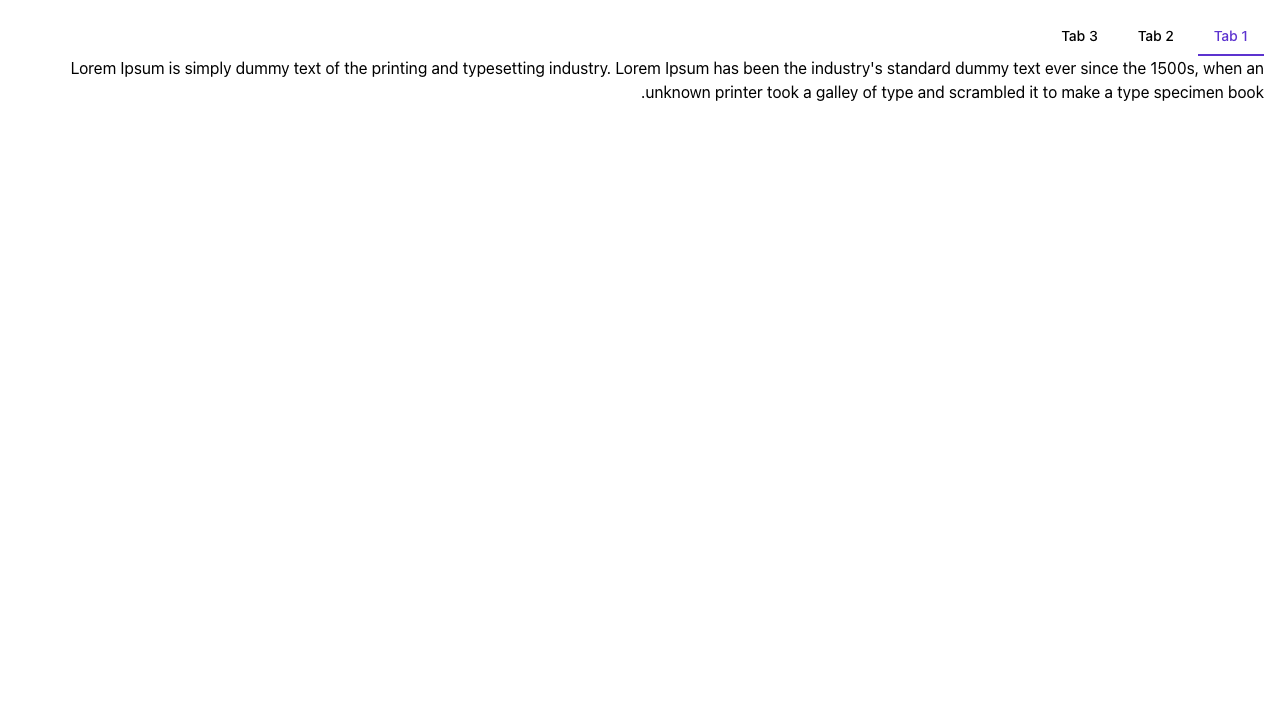 Tab 1 Tab 2 Tab 3
Lorem Ipsum is simply dummy text of the printing and typesetting industry. Lorem Ipsum has been the industry's standard dummy text ever since the 1500s, when an
unknown printer took a galley of type and scrambled it to make a type specimen book.